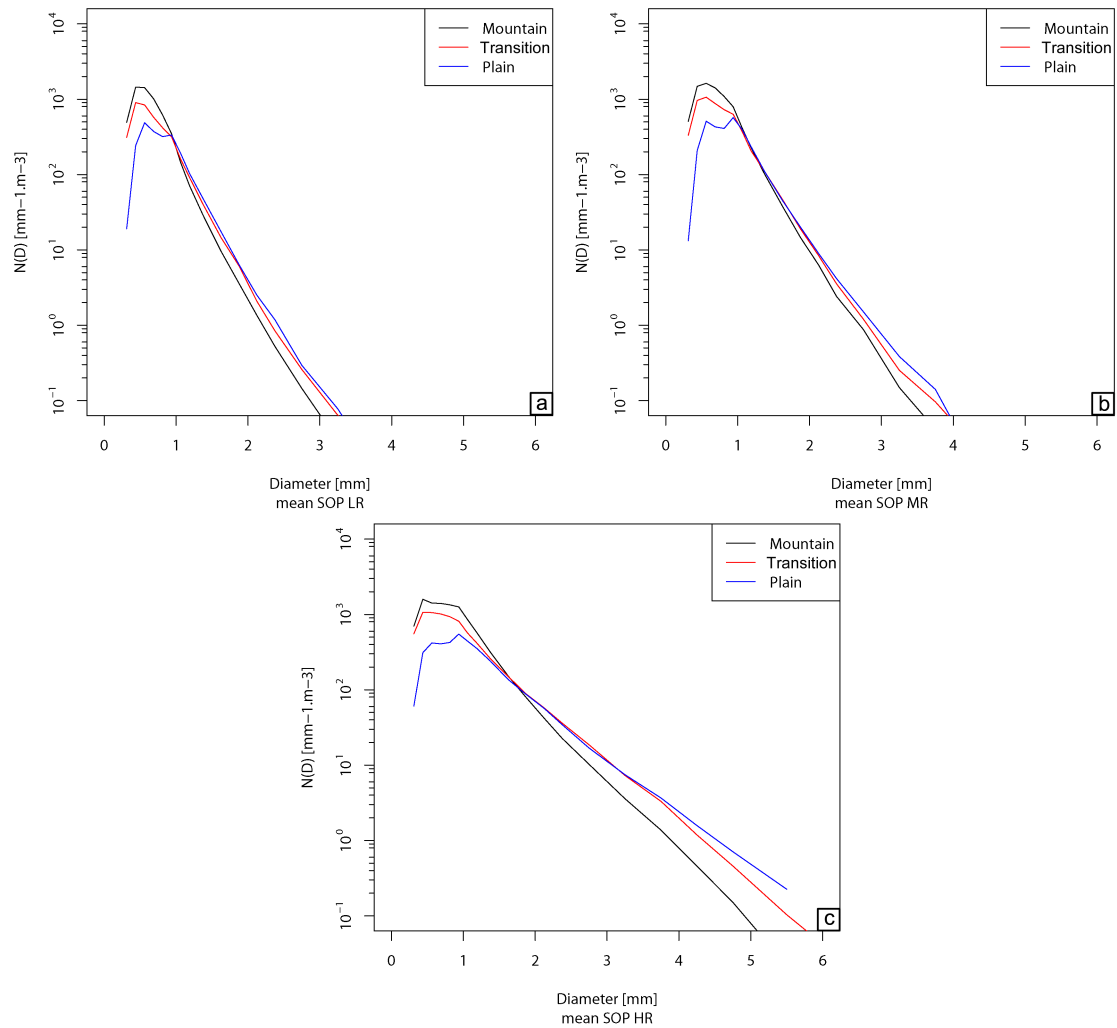 Mountain
Transition
Plain
N(D) [mm−1.m−3]
10^4
10^3
10^2
10^1
10^0
10^−1
0 1 2 3 4 5 6
a
Diameter [mm]
mean SOP LR
Mountain
Transition
Plain
N(D) [mm−1.m−3]
10^4
10^3
10^2
10^1
10^0
10^−1
0 1 2 3 4 5 6
b
Diameter [mm]
mean SOP MR
Mountain
Transition
Plain
N(D) [mm−1.m−3]
10^4
10^3
10^2
10^1
10^0
10^−1
0 1 2 3 4 5 6
c
Diameter [mm]
mean SOP HR